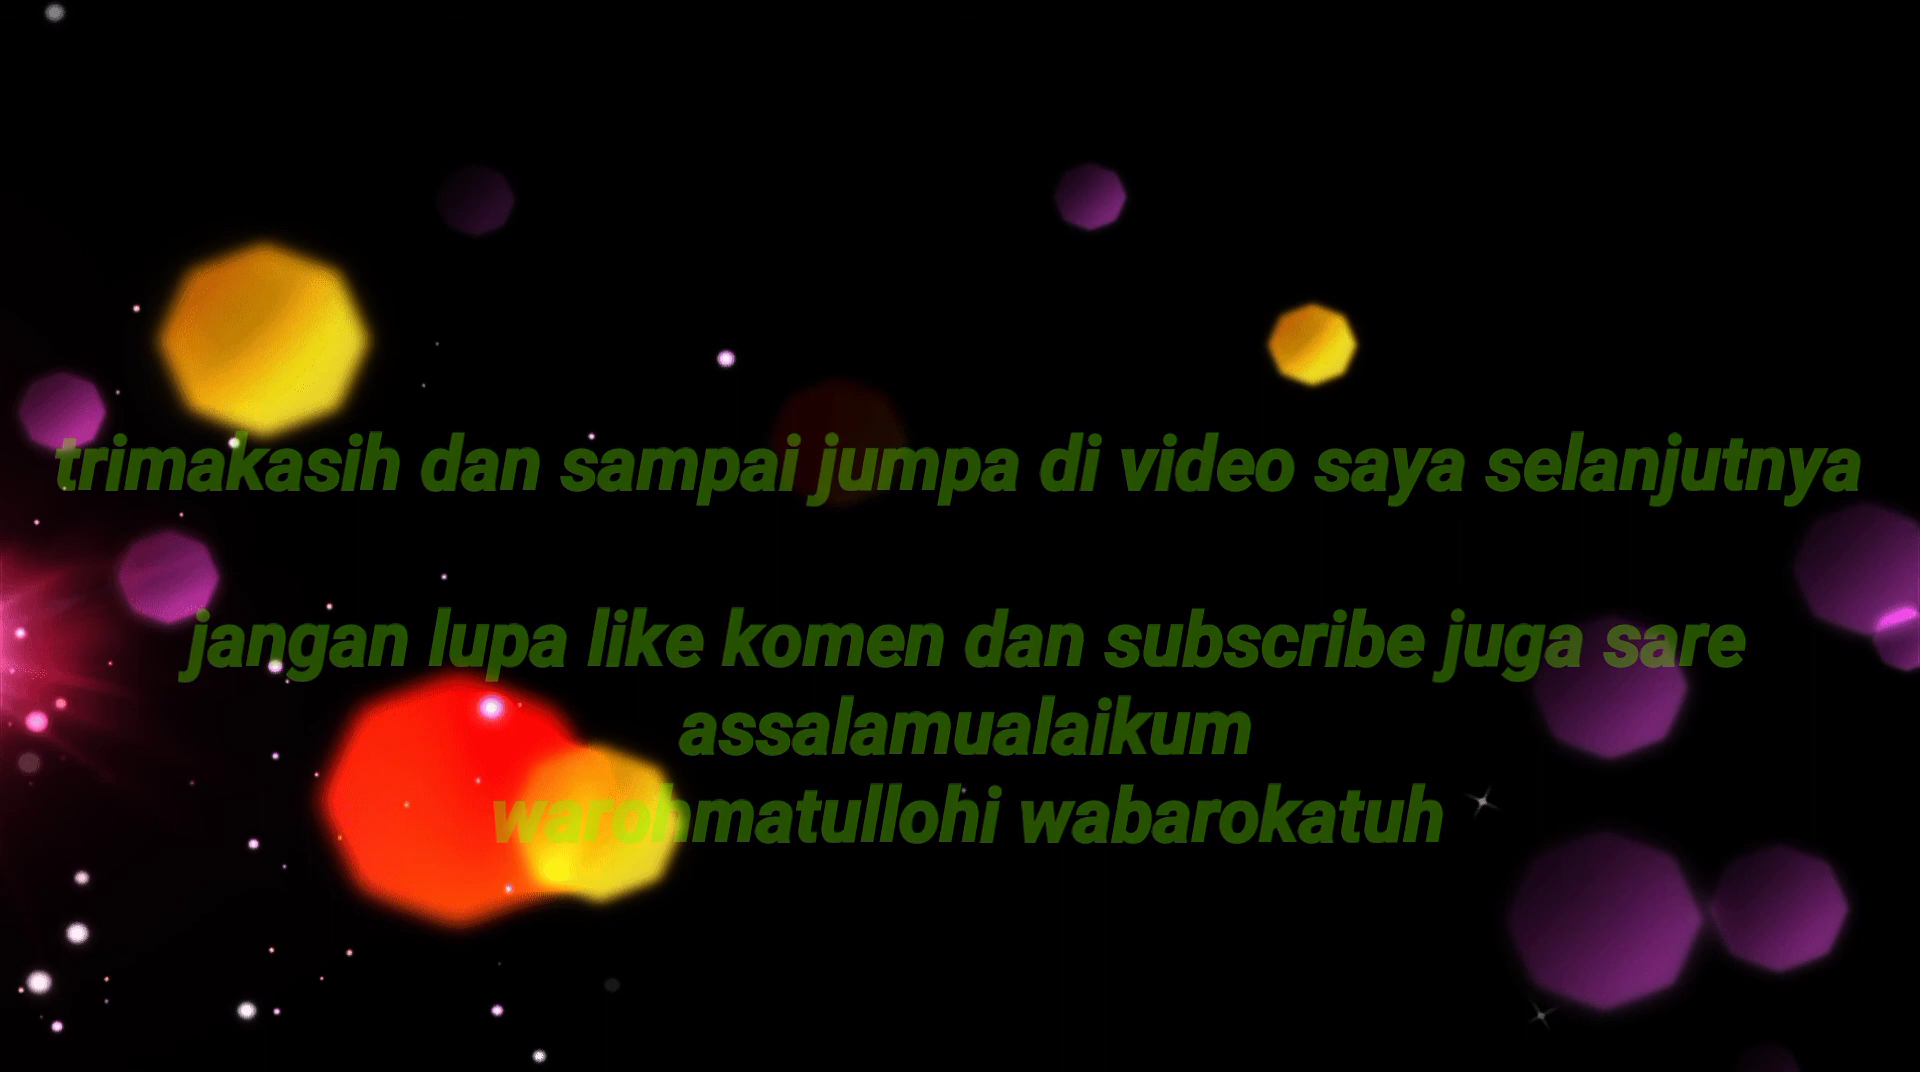 trimakasih dan sampai jumpa di video saya selanjutnya
jangan lupa like komen dan subscribe juga sare
assalamualaikum
warohmatullohi wabarokatuh